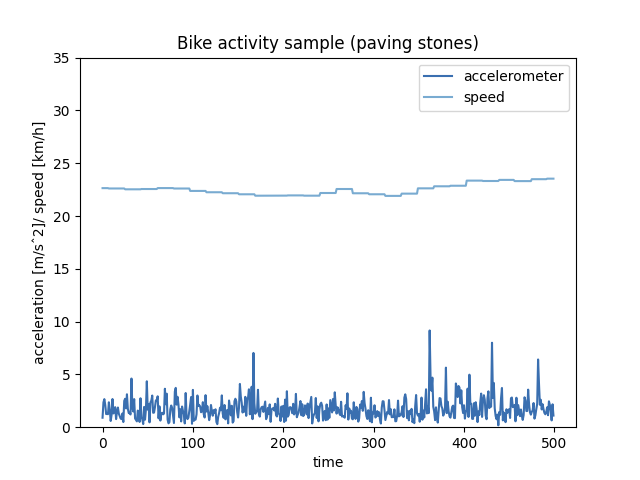 Bike activity sample (paving stones)
accelerometer
speed
acceleration [m/sˆ2]/ speed [km/h]
35
30
25
20
15
10
5
0
0 100 200 300 400 500
time